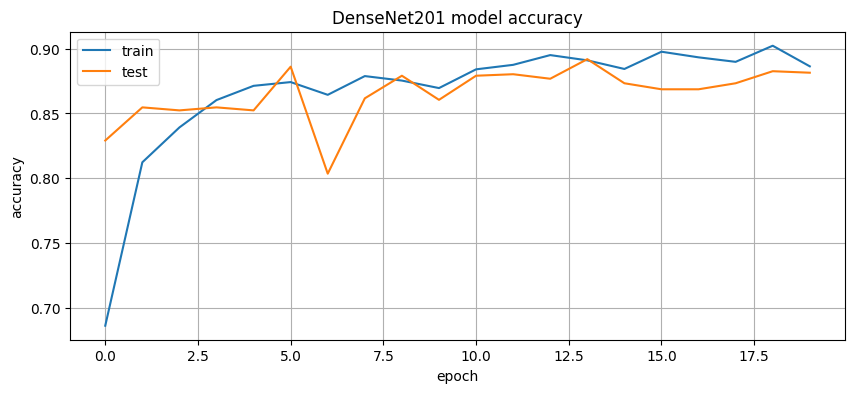 DenseNet201 model accuracy
train
test
0.90
0.85
0.80
0.75
0.70
accuracy
0.0 2.5 5.0 7.5 10.0 12.5 15.0 17.5
epoch